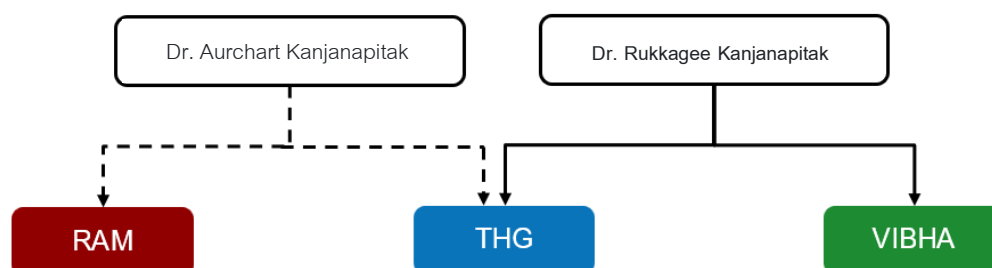 Dr. Aurchart Kanjanapitak
Dr. Rukkagee Kanjanapitak
RAM
THG
VIBHA